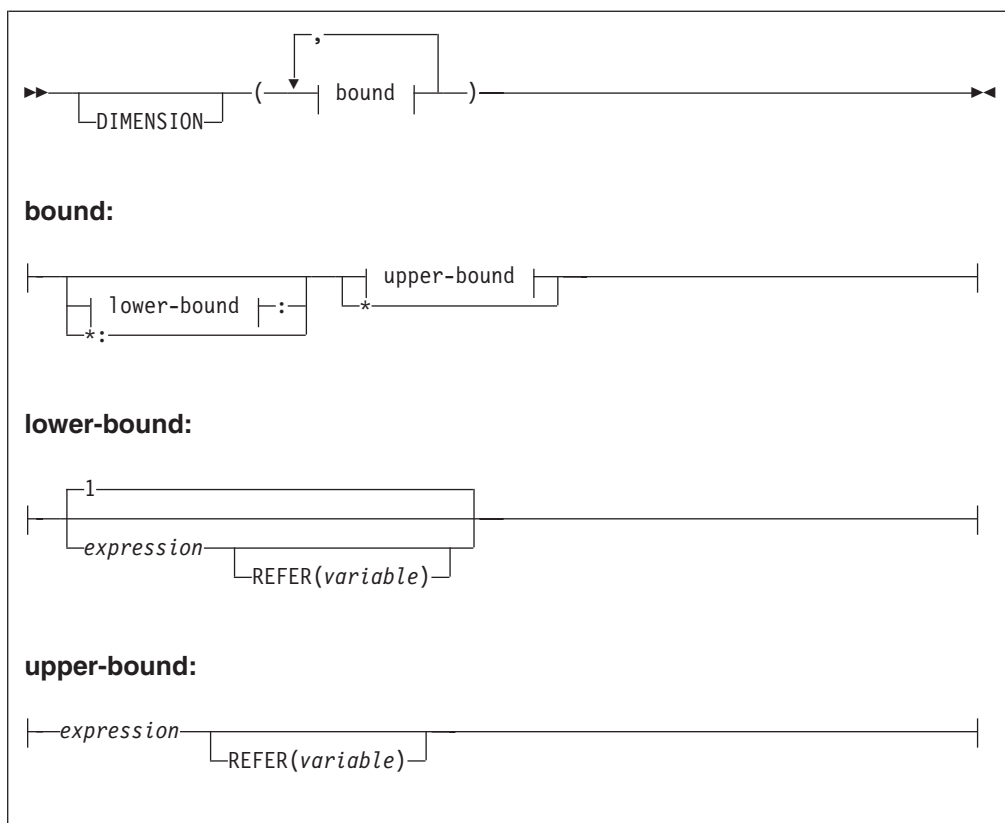 ,
( bound )
DIMENSION
bound:
upper-bound
lower-bound : *
*:
lower-bound:
1
expression
REFER(variable)
upper-bound:
expression
REFER(variable)